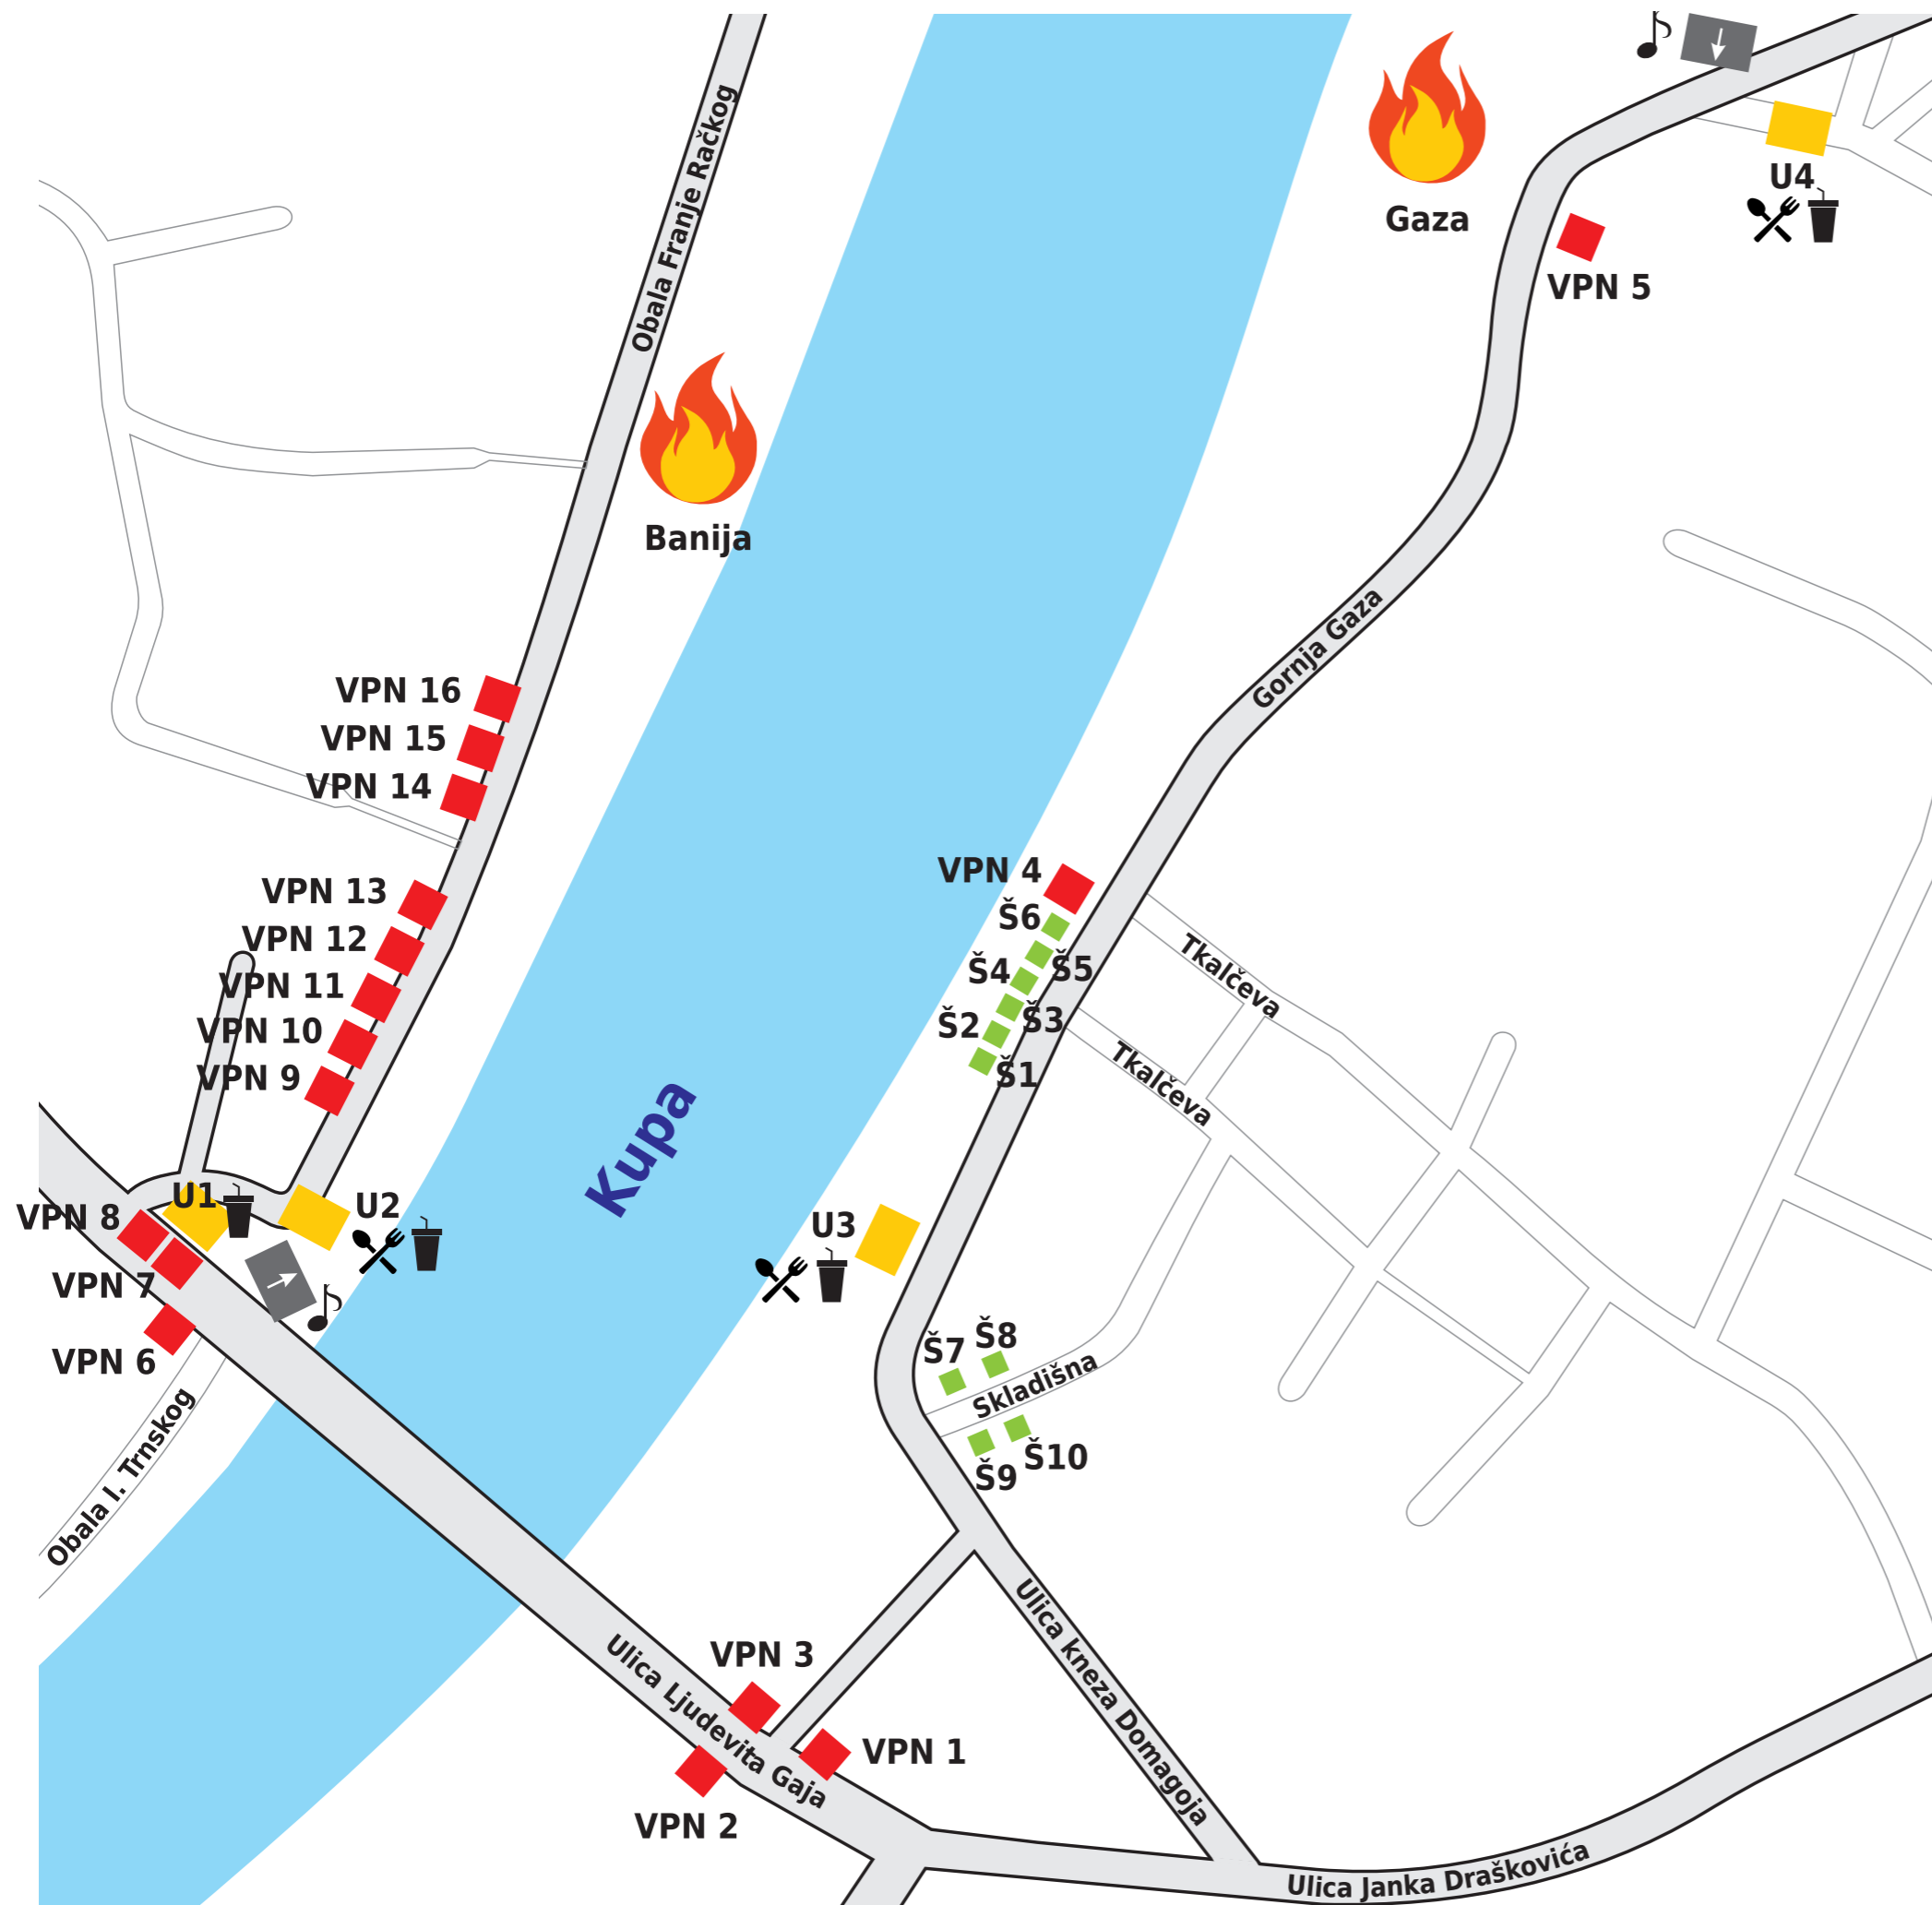 Obala Franje Račkog
Gaza
U4
VPN 5
Banija
Gornja Gaza
VPN 16
VPN 15
VPN 14
VPN 13
VPN 12
VPN 11
VPN 10
VPN 9
VPN 4
Š6
Š5
Š4
Š3
Š2
Š1
Tkalčeva
Tkalčeva
Kupa
U1
U2
VPN 8
VPN 7
VPN 6
U3
Š7
Š8
Skladišna
Š9
Š10
Obala I. Trnskog
Ulica kneza Domagoja
Ulica Ljudevita Gaja
VPN 3
VPN 1
VPN 2
Ulica Janka Draškovića